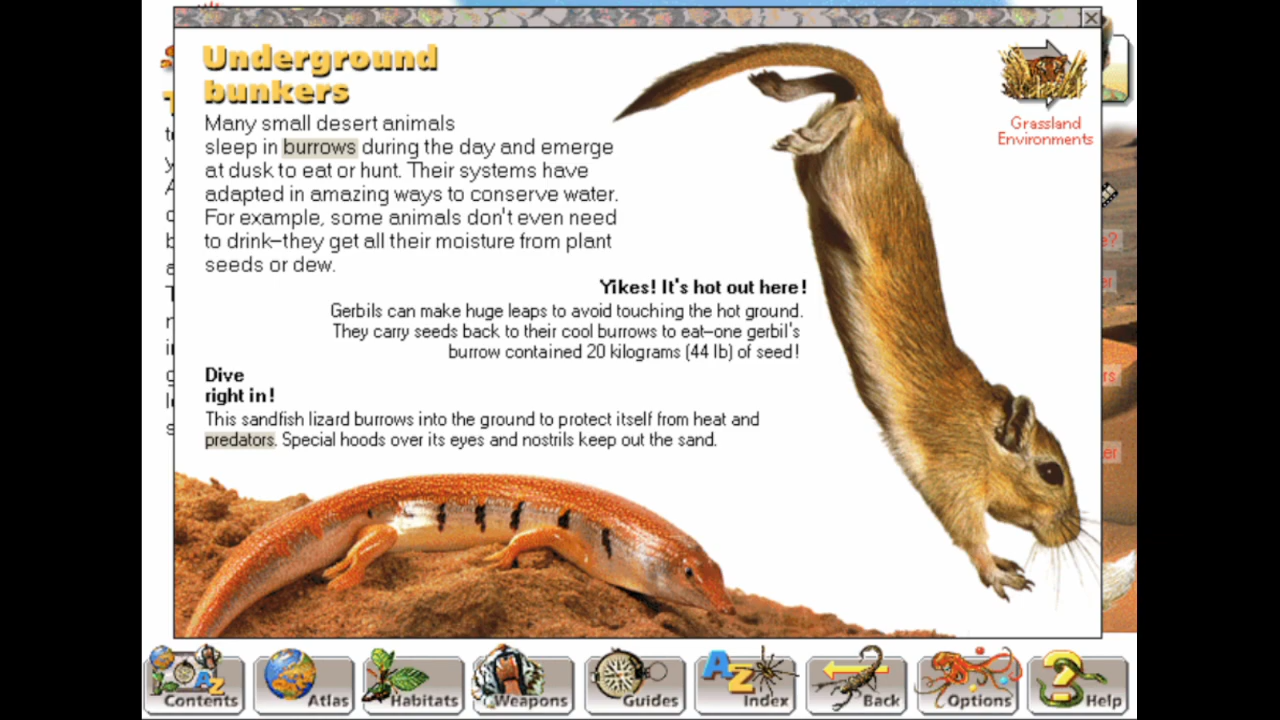 Underground
bunkers
Many small desert animals
sleep in burrows during the day and emerge
at dusk to eat or hunt. Their systems have
adapted in amazing ways to conserve water.
For example, some animals don't even need
to drink–they get all their moisture from plant
seeds or dew.
Grassland
Environments
Yikes! It's hot out here!
Gerbils can make huge leaps to avoid touching the hot ground.
They carry seeds back to their cool burrows to eat–one gerbil's
burrow contained 20 kilograms (44 lb) of seed!
Dive
right in!
This sandfish lizard burrows into the ground to protect itself from heat and
predators. Special hoods over its eyes and nostrils keep out the sand.
Contents
Atlas
Habitats
Weapons
Guides
AZ
Index
Back
Options
?
Help